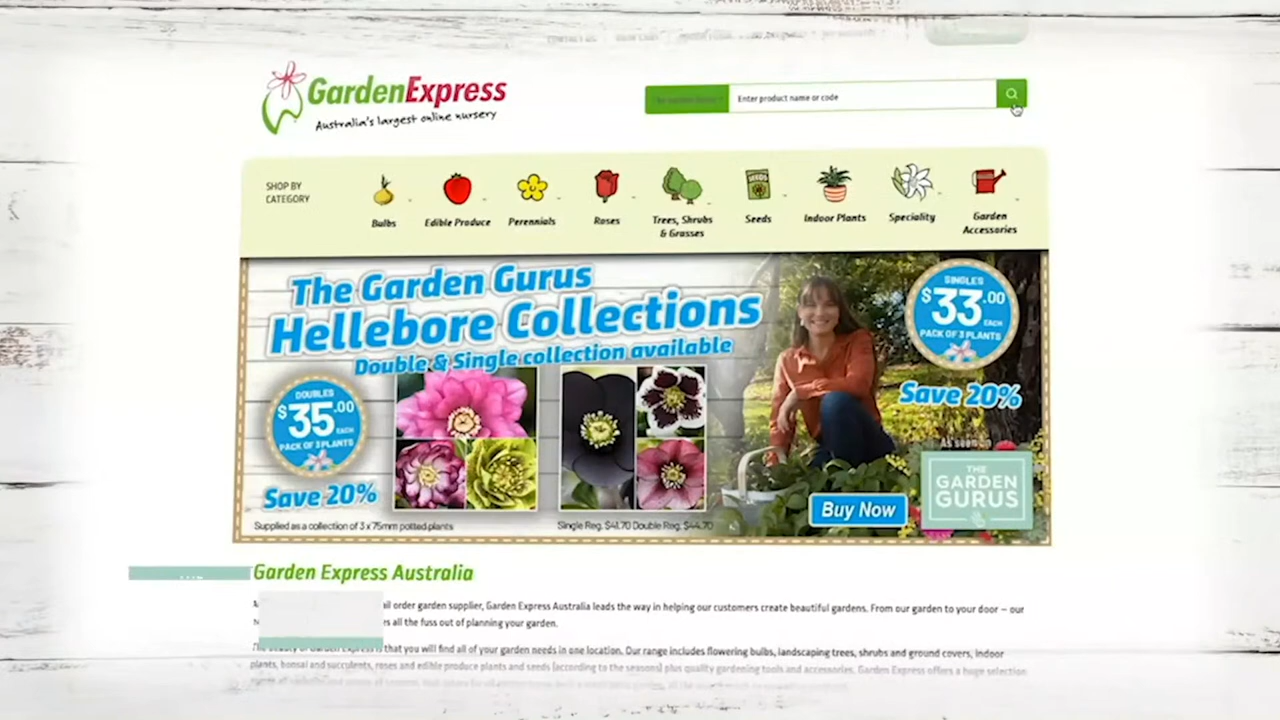 GardenExpress
Australia's largest online nursery
Enter product name or code
SHOP BY
CATEGORY
Bulbs
Edible Produce
Perennials
Roses
Trees, Shrubs
& Grasses
SEEDS
Seeds
Indoor Plants
Speciality
Garden
Accessories
The Garden Gurus
Hellebore Collections
Double & Single collection available
DOUBLES
$35.00
EACH
PACK OF 3 PLANTS
Save 20%
SINGLES
$33.00
EACH
PACK OF 3 PLANTS
Save 20%
As seen on
THE
GARDEN
GURUS
Buy Now
Supplied as a collection of 3 x 75mm potted plants
Single Reg. $41.70 Double Reg. $44.70
Garden Express Australia
order garden supplier, Garden Express Australia leads the way in helping our customers create beautiful gardens. From our garden to your door – our
all the fuss out of planning your garden.
The beauty of Garden Express is that you will find all of your garden needs in one location. Our range includes flowering bulbs, landscaping trees, shrubs and ground covers, indoor
plants, bonsai and succulents, roses and edible produce plants and seeds (according to the seasons) plus quality gardening tools and accessories. Garden Express offers a huge selection